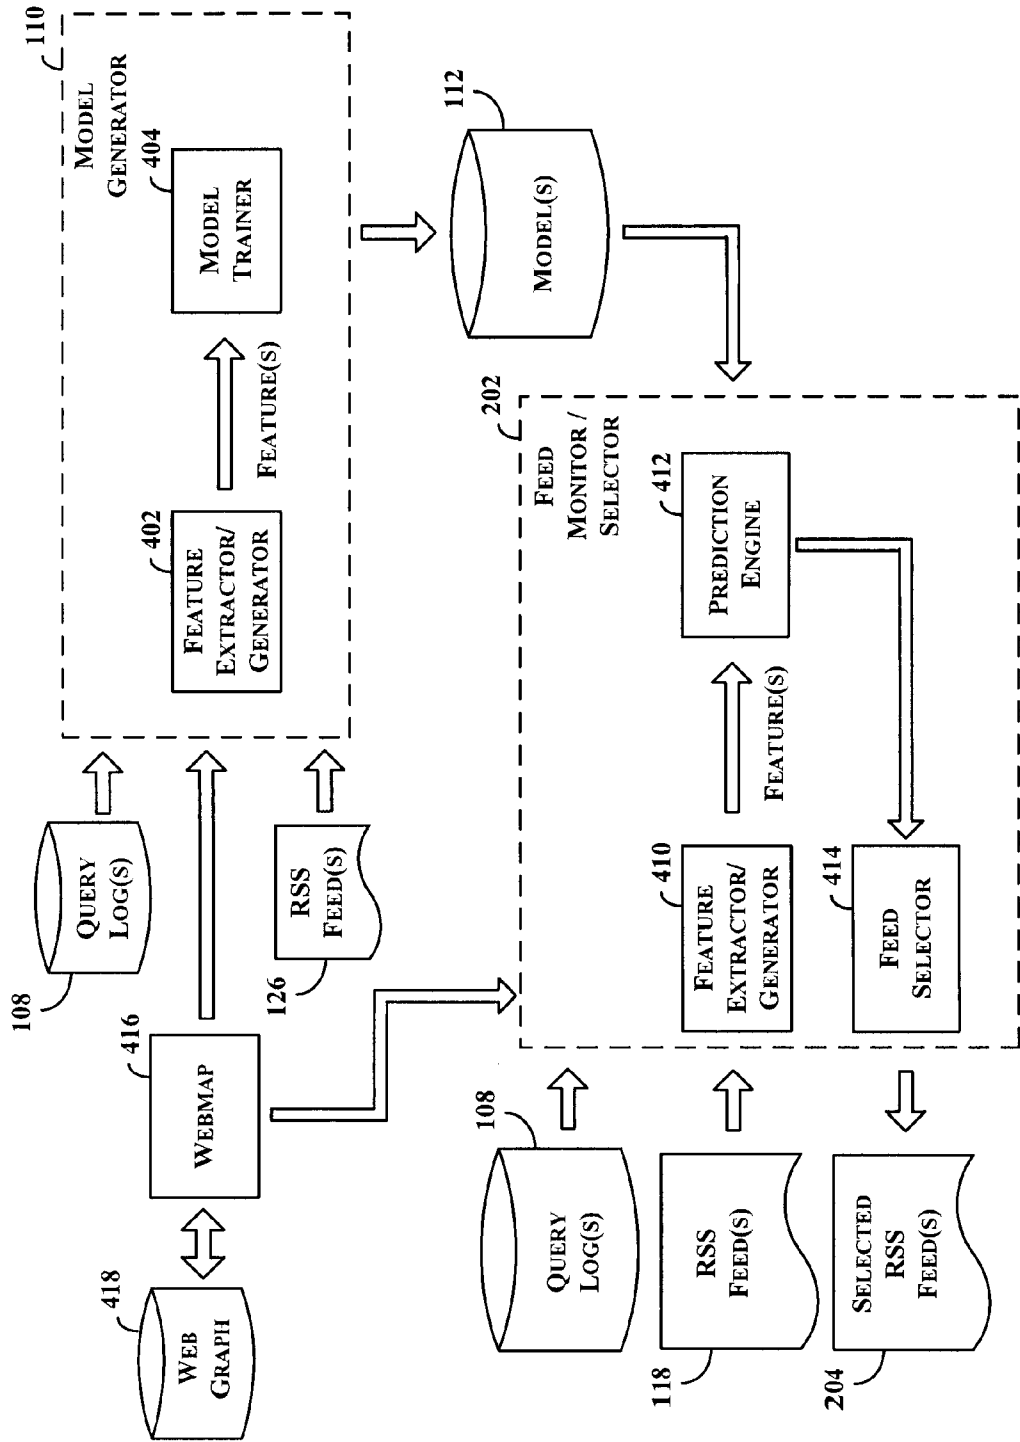 110
MODEL
GENERATOR
404
MODEL
TRAINER
FEATURE(S)
402
FEATURE
EXTRACTOR/
GENERATOR
QUERY
LOG(S)
108
RSS
FEED(S)
126
416
WEBMAP
418
WEB
GRAPH
112
MODEL(S)
202
FEED
MONITOR /
SELECTOR
412
PREDICTION
ENGINE
FEATURE(S)
410
FEATURE
EXTRACTOR/
GENERATOR
414
FEED
SELECTOR
108
QUERY
LOG(S)
RSS
FEED(S)
118
SELECTED
RSS
FEED(S)
204